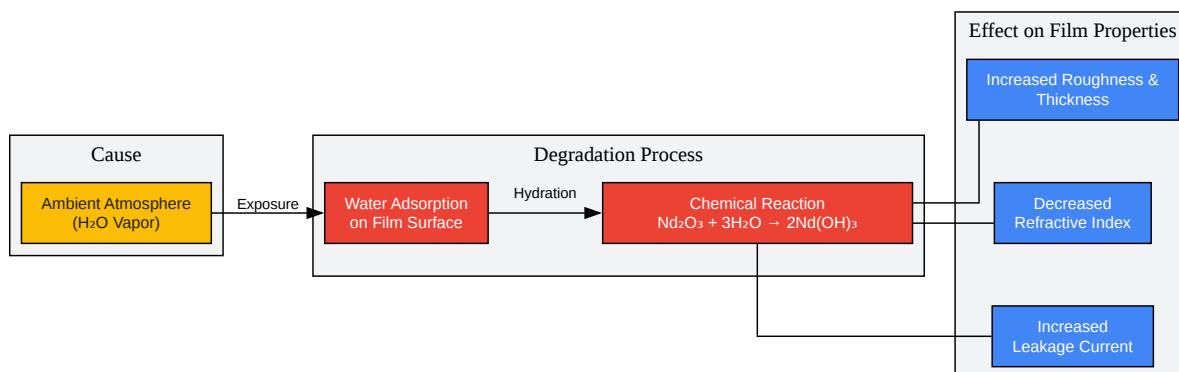 Effect on Film Properties
Increased Roughness &
Thickness
Cause
Ambient Atmosphere
(H₂O Vapor)
Exposure
Degradation Process
Water Adsorption
on Film Surface
Hydration
Chemical Reaction
Nd₂O₃ + 3H₂O → 2Nd(OH)₃
Decreased
Refractive Index
Increased
Leakage Current